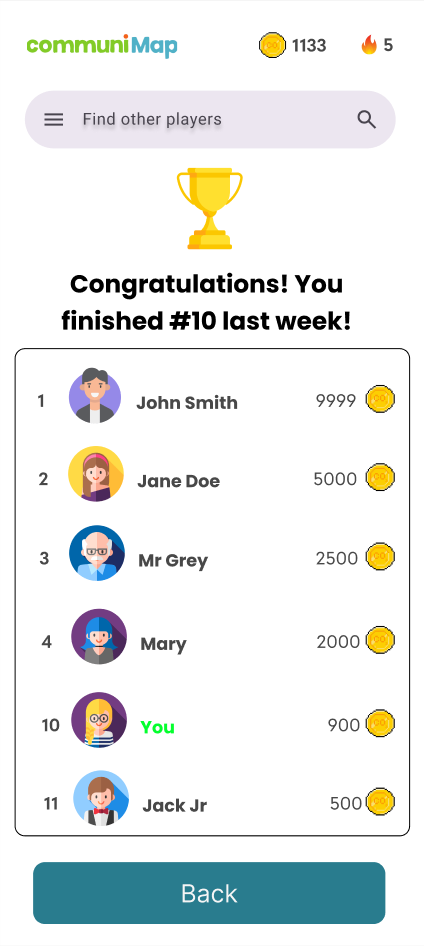 communiMap 1133 5
Find other players
Congratulations! You
finished #10 last week!
1 John Smith 9999
2 Jane Doe 5000
3 Mr Grey 2500
4 Mary 2000
10 You 900
11 Jack Jr 500
Back